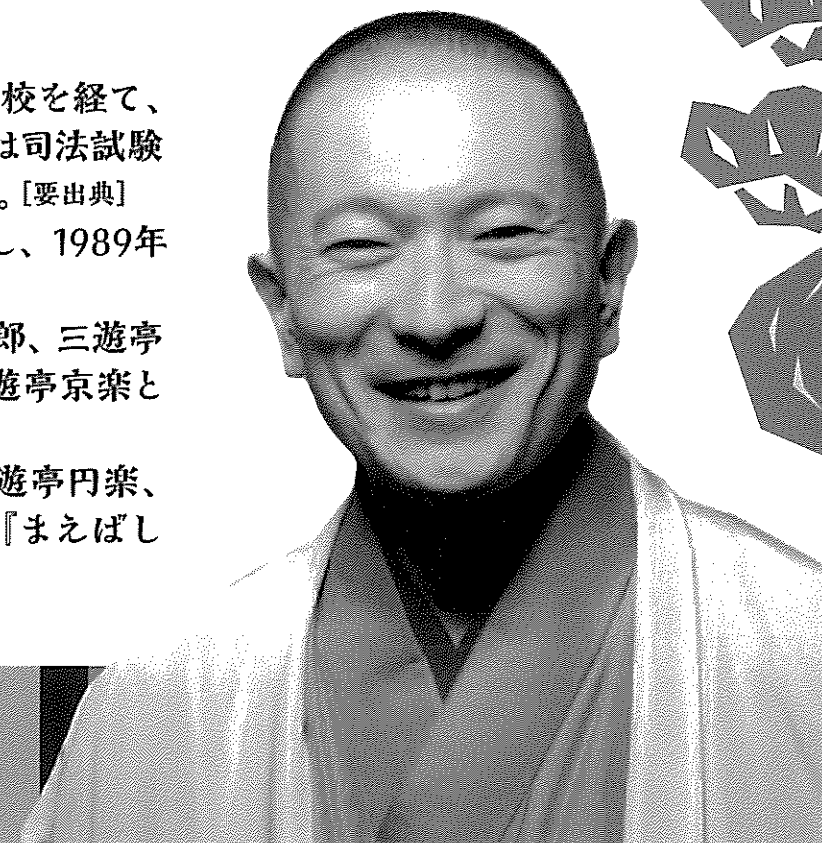 校を経て、
は司法試験
。［要出典］
し、1989年
郎、三遊亭
遊亭京楽と
遊亭円楽、
『まえばし